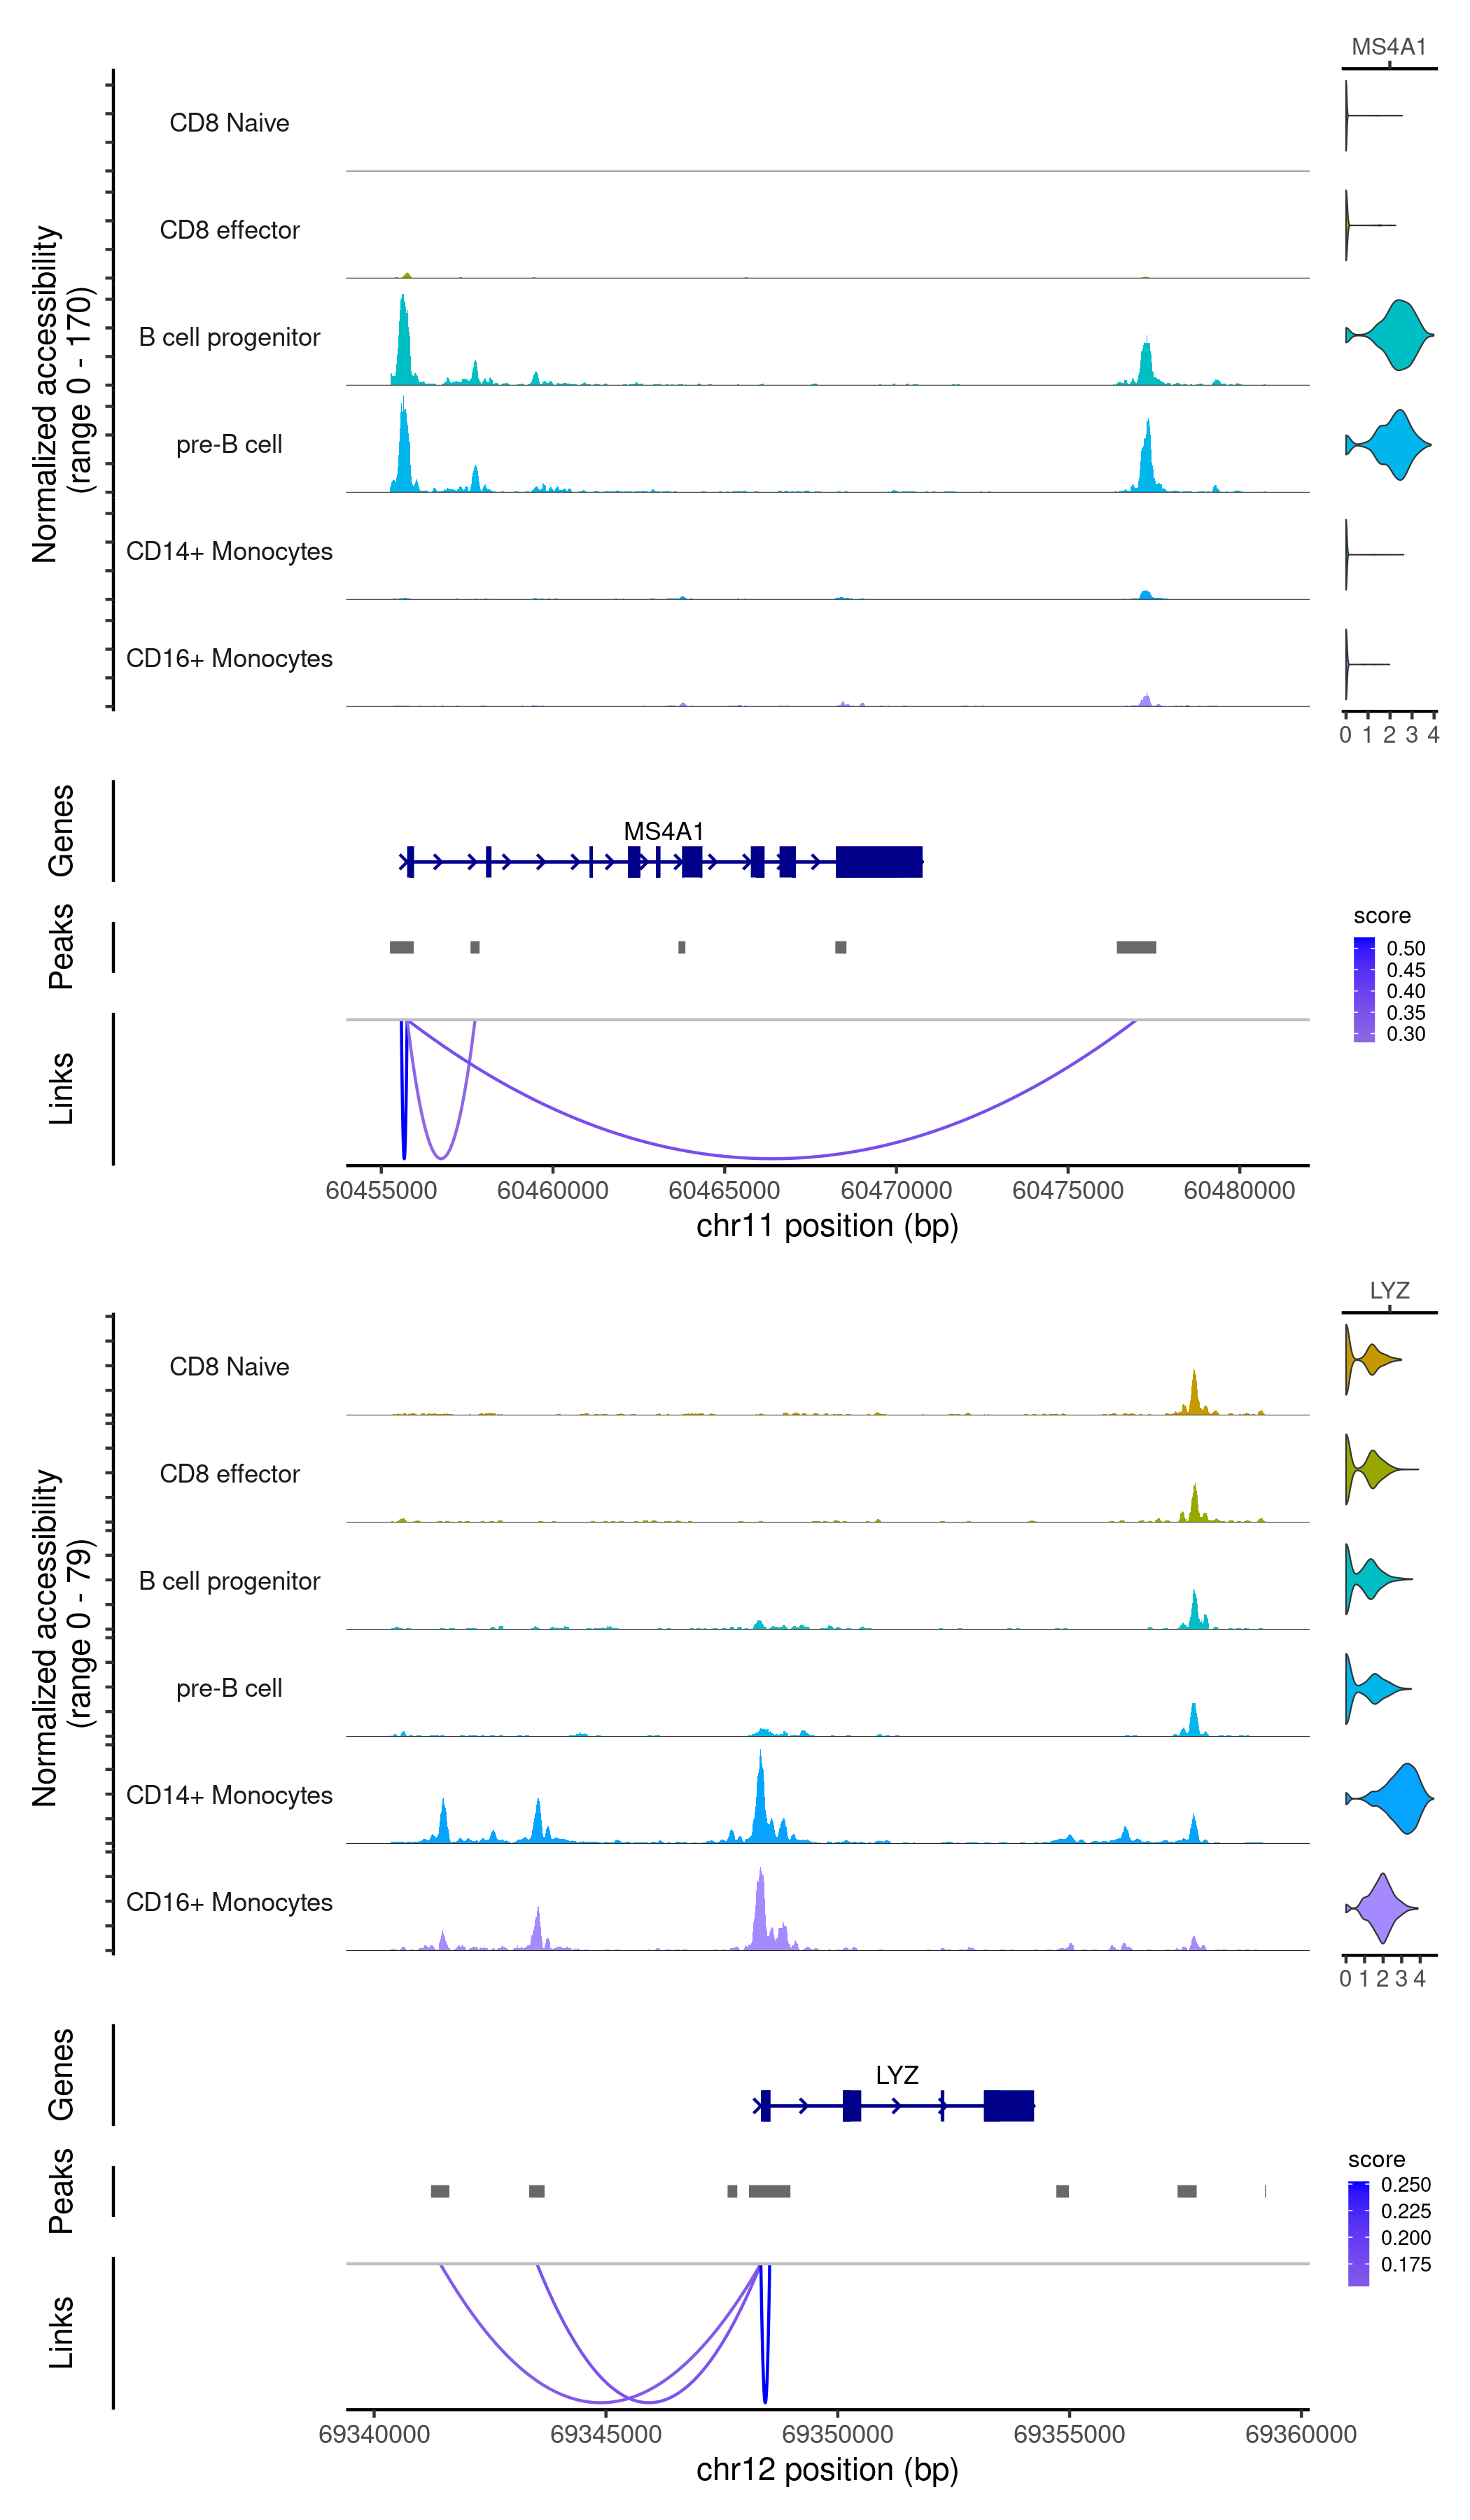 MS4A1
Normalized accessibility
(range 0 - 170)
CD8 Naive
CD8 effector
B cell progenitor
pre-B cell
CD14+ Monocytes
CD16+ Monocytes
0 1 2 3 4
Genes
MS4A1
Peaks
score
0.50
0.45
0.40
0.35
0.30
Links
60455000 60460000 60465000 60470000 60475000 60480000
chr11 position (bp)
LYZ
Normalized accessibility
(range 0 - 79)
CD8 Naive
CD8 effector
B cell progenitor
pre-B cell
CD14+ Monocytes
CD16+ Monocytes
0 1 2 3 4
Genes
LYZ
Peaks
score
0.250
0.225
0.200
0.175
Links
69340000 69345000 69350000 69355000 69360000
chr12 position (bp)